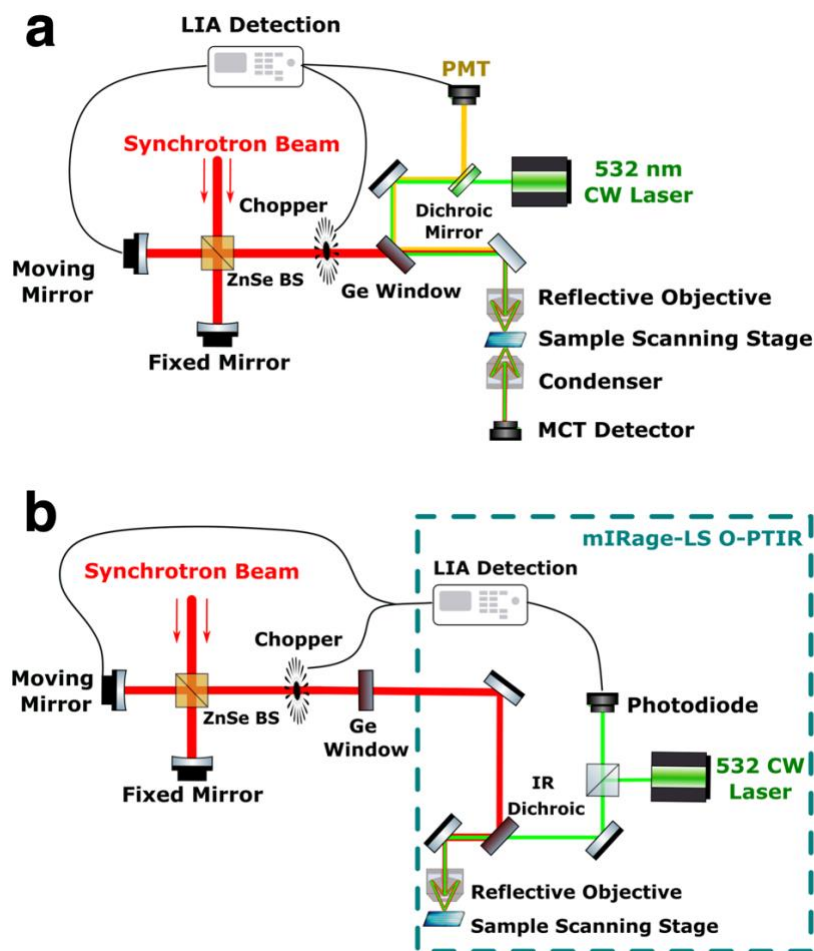 a
LIA Detection
PMT
Synchrotron Beam
532 nm
CW Laser
Chopper
Dichroic
Mirror
Moving
Mirror
ZnSe BS
Ge Window
Fixed Mirror
Reflective Objective
Sample Scanning Stage
Condenser
MCT Detector
b
mIRage-LS O-PTIR
Synchrotron Beam
LIA Detection
Chopper
Moving
Mirror
ZnSe BS
Ge
Window
Fixed Mirror
Photodiode
532 CW
Laser
IR
Dichroic
Reflective Objective
Sample Scanning Stage